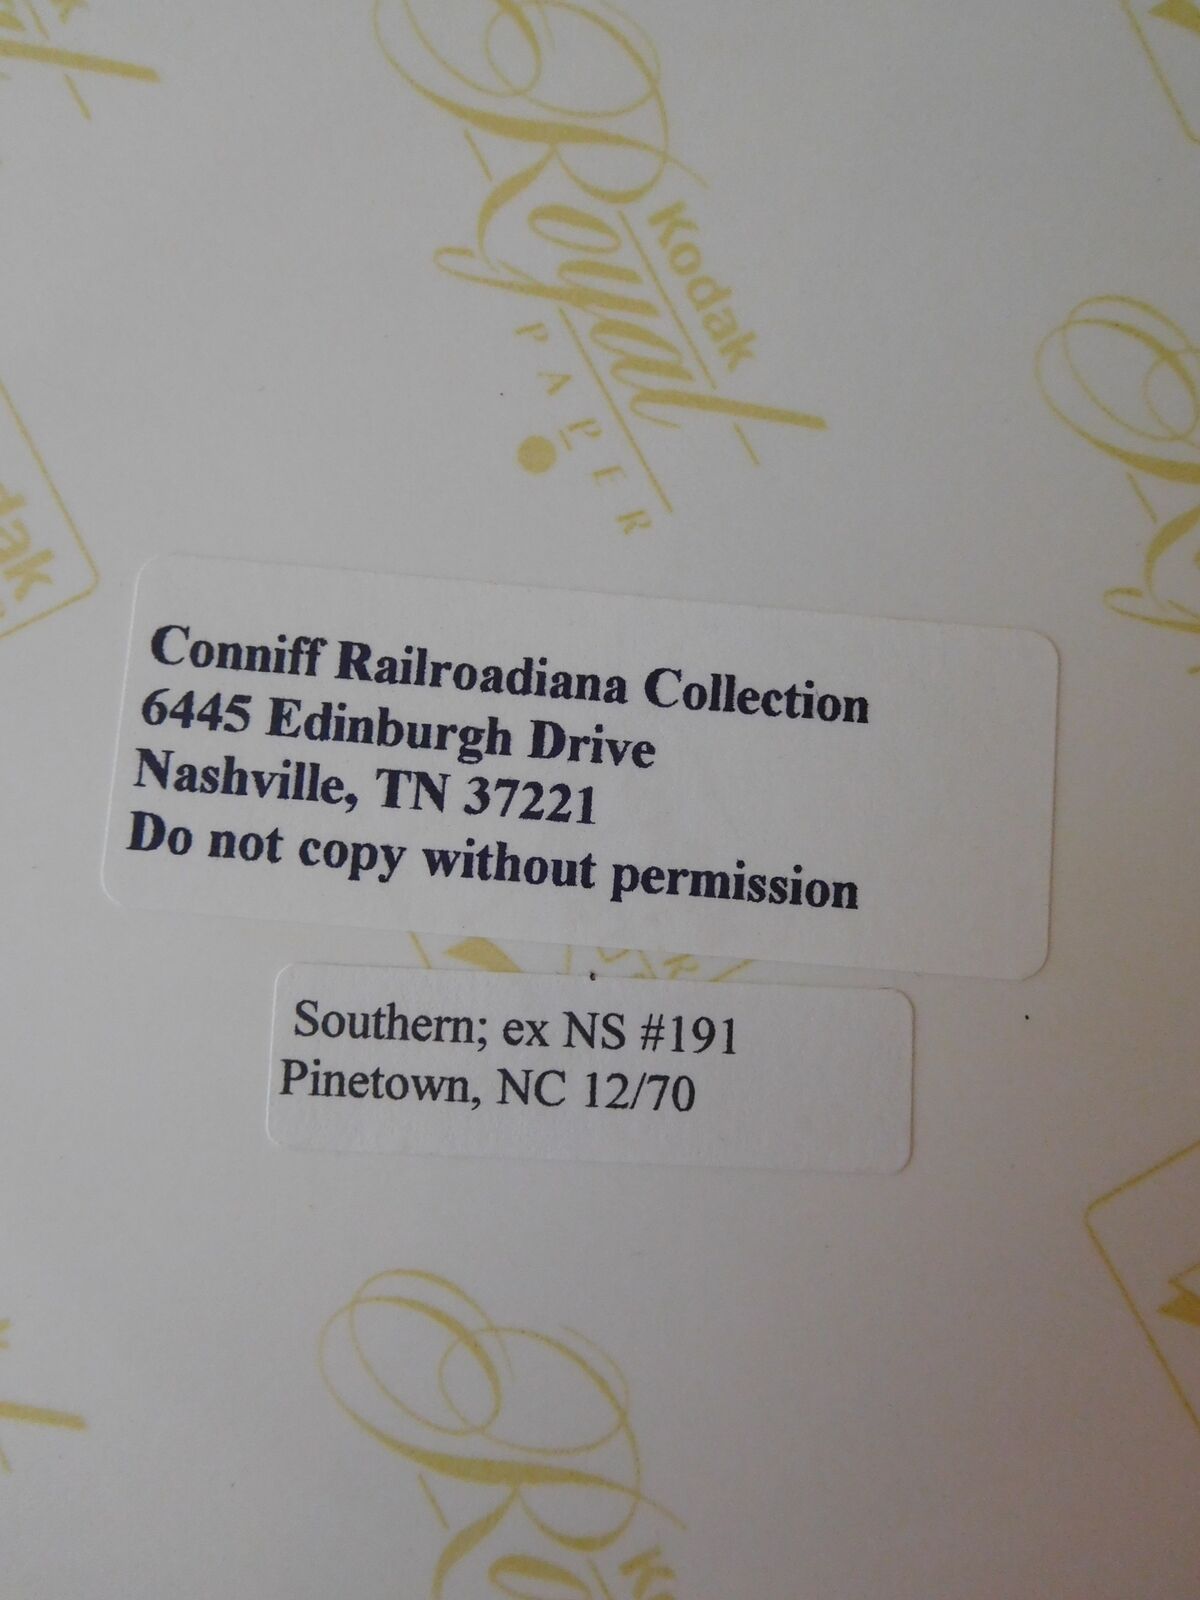 Kodak
Royal
PAPER
dak
Conniff Railroadiana Collection
6445 Edinburgh Drive
Nashville, TN 37221
Do not copy without permission
Southern; ex NS #191
Pinetown, NC 12/70